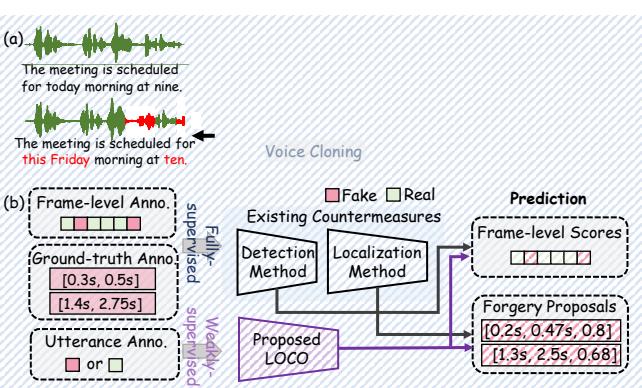 (a)
The meeting is scheduled
for today morning at nine.
The meeting is scheduled for
this Friday morning at ten.
Voice Cloning
(b)
Frame-level Anno.
Ground-truth Anno.
[0.3s, 0.5s]
[1.4s, 2.75s]
Utterance Anno.
or
Fully-
supervised
Weakly-
supervised
Fake Real
Existing Countermeasures
Detection
Method
Localization
Method
Proposed
LOCO
Prediction
Frame-level Scores
Forgery Proposals
[0.2s, 0.47s, 0.8]
[1.3s, 2.5s, 0.68]